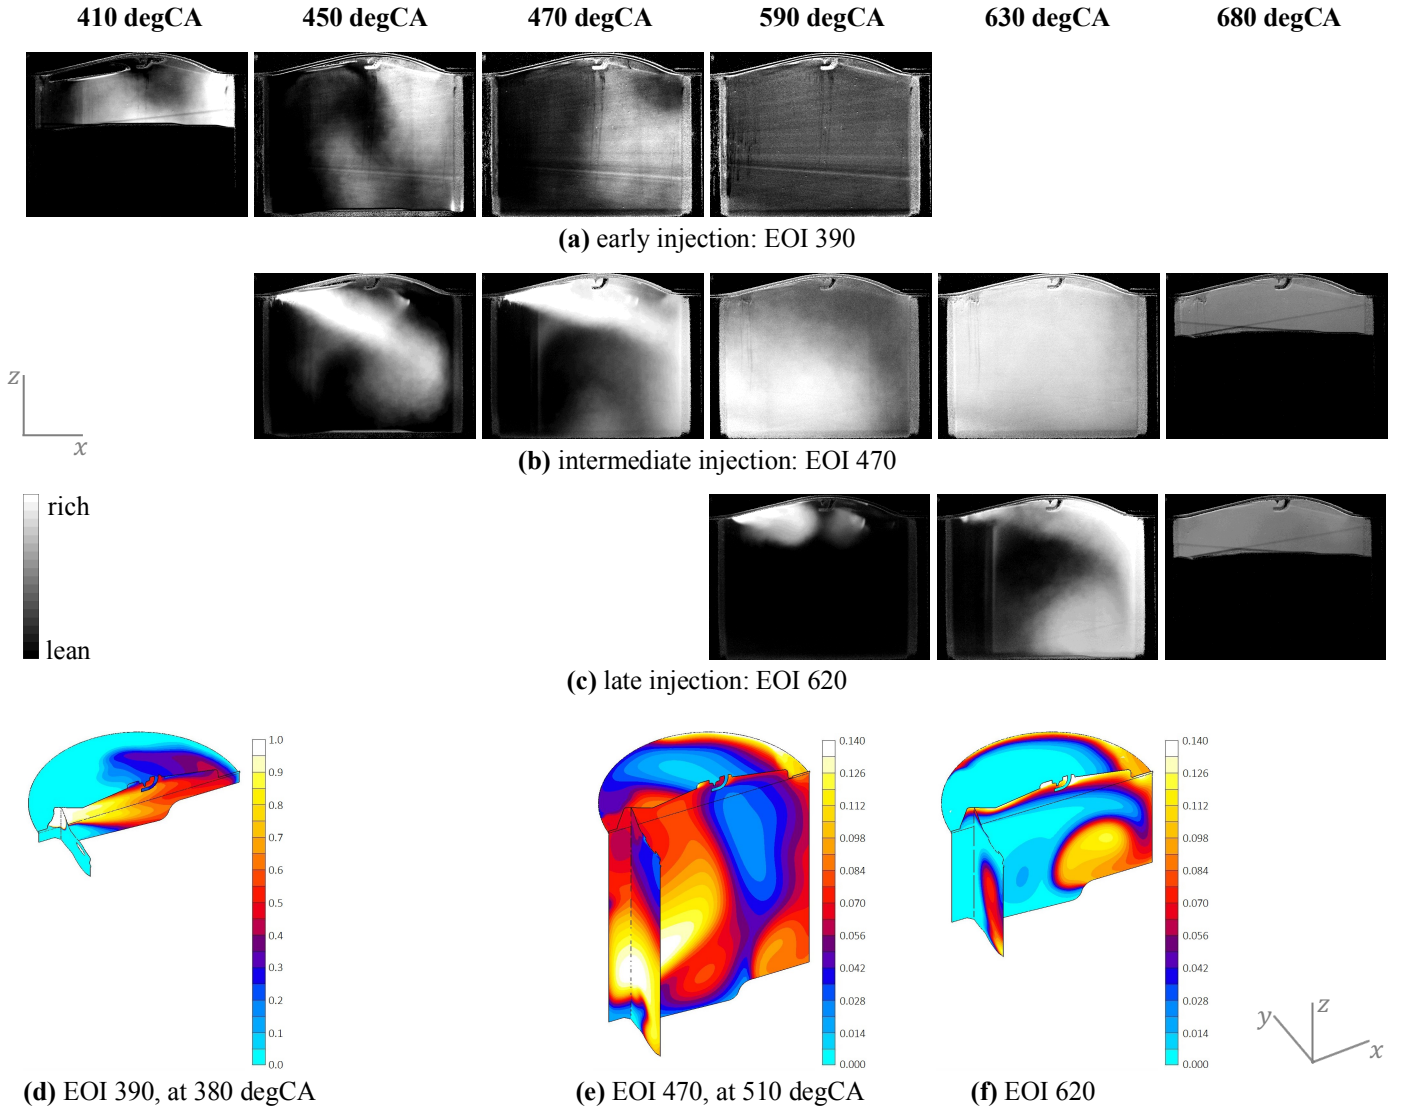 410 degCA 450 degCA 470 degCA 590 degCA 630 degCA 680 degCA
(a) early injection: EOI 390
z
x
(b) intermediate injection: EOI 470
rich
lean
(c) late injection: EOI 620
1.0
0.9
0.8
0.7
0.6
0.5
0.4
0.3
0.2
0.1
0.0
0.140
0.126
0.112
0.098
0.084
0.070
0.056
0.042
0.028
0.014
0.000
0.140
0.126
0.112
0.098
0.084
0.070
0.056
0.042
0.028
0.014
0.000
y z x
(d) EOI 390, at 380 degCA
(e) EOI 470, at 510 degCA
(f) EOI 620